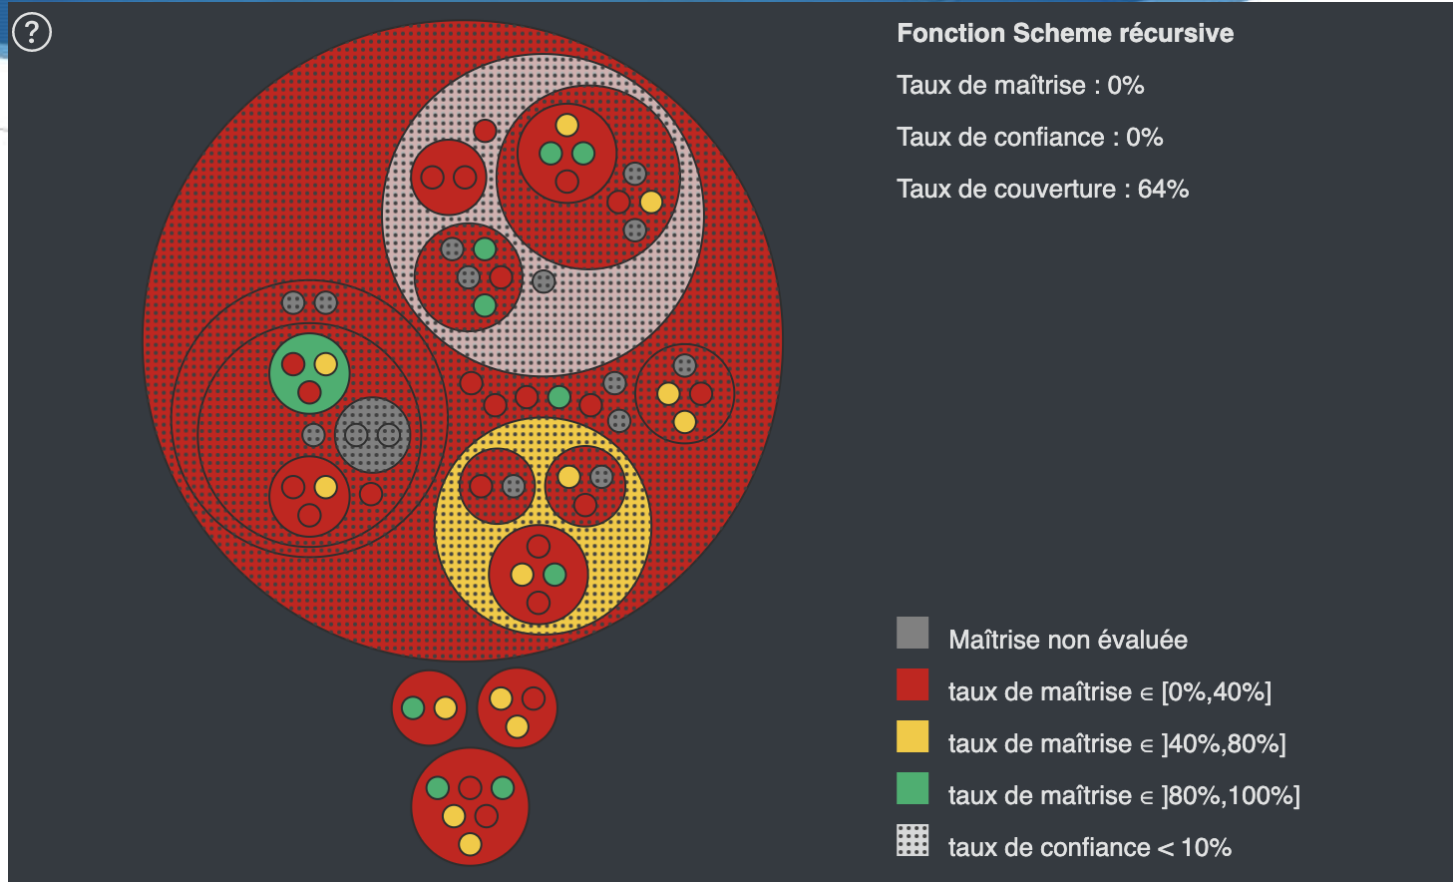 ?
Fonction Scheme récursive
Taux de maîtrise : 0%
Taux de confiance : 0%
Taux de couverture : 64%
Maîtrise non évaluée
taux de maîtrise ∈ [0%,40%]
taux de maîtrise ∈ ]40%,80%]
taux de maîtrise ∈ ]80%,100%]
taux de confiance < 10%